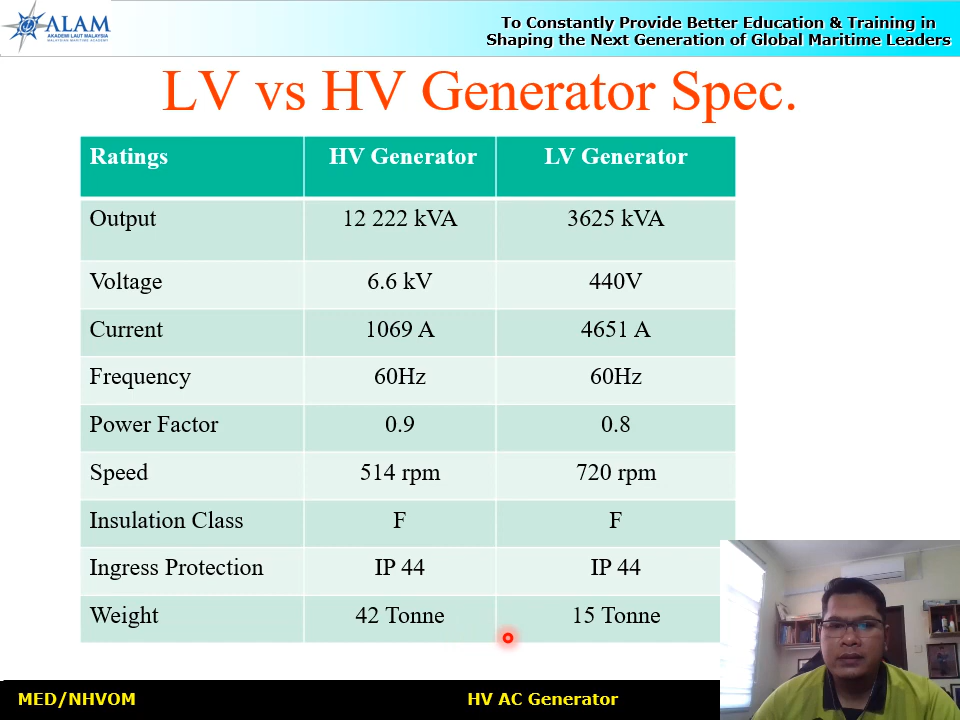 ALAM
AKADEMI LAUT MALAYSIA
MALAYSIAN MARITIME ACADEMY
To Constantly Provide Better Education & Training in
Shaping the Next Generation of Global Maritime Leaders
LV vs HV Generator Spec.
Ratings HV Generator LV Generator
Output 12 222 kVA 3625 kVA
Voltage 6.6 kV 440V
Current 1069 A 4651 A
Frequency 60Hz 60Hz
Power Factor 0.9 0.8
Speed 514 rpm 720 rpm
Insulation Class F F
Ingress Protection IP 44 IP 44
Weight 42 Tonne 15 Tonne
MED/NHVOM HV AC Generator